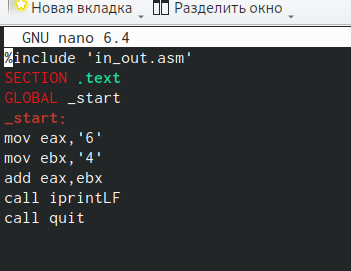 Новая вкладка Разделить окно
GNU nano 6.4
%include 'in_out.asm'
SECTION .text
GLOBAL _start
_start:
mov eax,'6'
mov ebx,'4'
add eax,ebx
call iprintLF
call quit